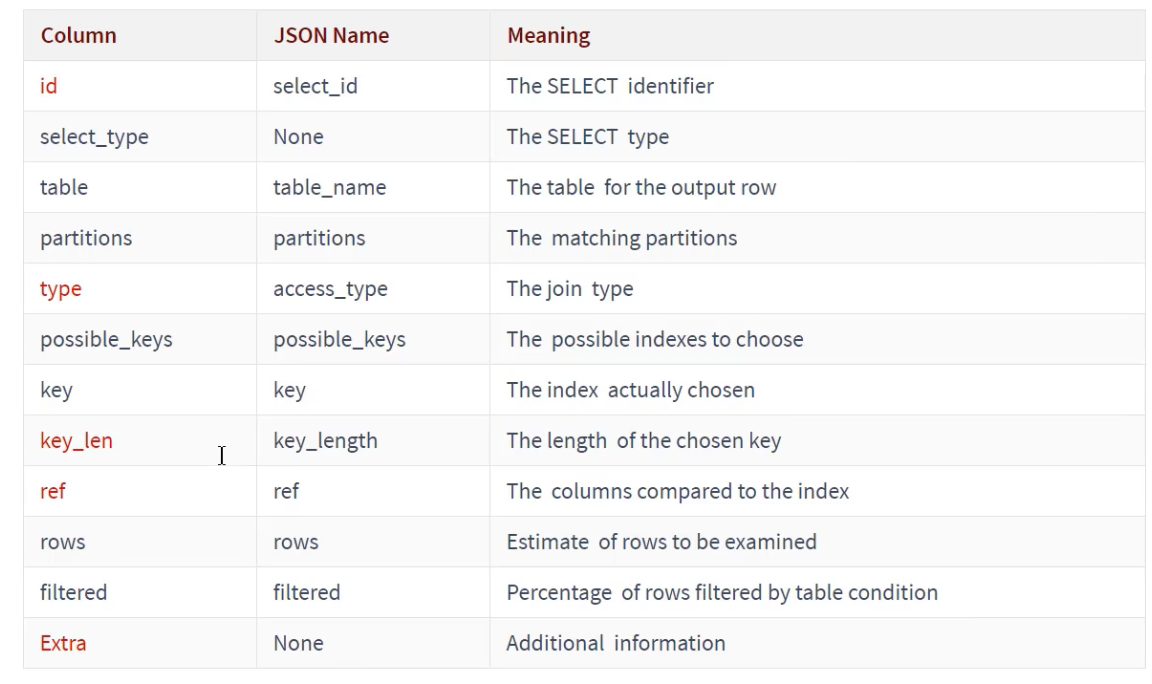 Column JSON Name Meaning
id select_id The SELECT identifier
select_type None The SELECT type
table table_name The table for the output row
partitions partitions The matching partitions
type access_type The join type
possible_keys possible_keys The possible indexes to choose
key key The index actually chosen
key_len key_length The length of the chosen key
ref ref The columns compared to the index
rows rows Estimate of rows to be examined
filtered filtered Percentage of rows filtered by table condition
Extra None Additional information